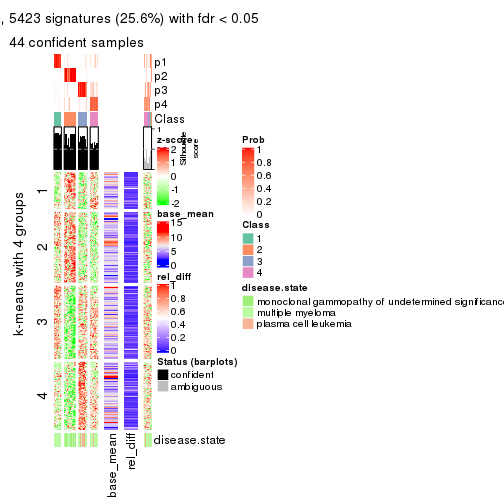 , 5423 signatures (25.6%) with fdr < 0.05
44 confident samples
p1
p2
p3
p4
Class
1
Silhouette
score
z-score
2
1
0
-1
-2
base_mean
15
10
5
0
rel_diff
1
0.8
0.6
0.4
0.2
0
Status (barplots)
confident
ambiguous
Prob
1
0.8
0.6
0.4
0.2
0
Class
1
2
3
4
disease.state
monoclonal gammopathy of undetermined significance
multiple myeloma
plasma cell leukemia
k-means with 4 groups
1
2
3
4
disease.state
base_mean
rel_diff